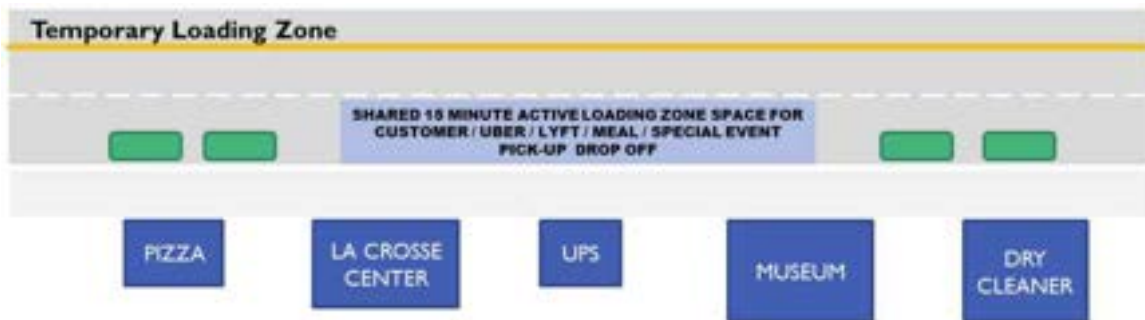 Temporary Loading Zone
SHARED 15 MINUTE ACTIVE LOADING ZONE SPACE FOR
CUSTOMER / UBER / LYFT / MEAL / SPECIAL EVENT
PICK-UP DROP OFF
PIZZA
LA CROSSE
CENTER
UPS
MUSEUM
DRY
CLEANER